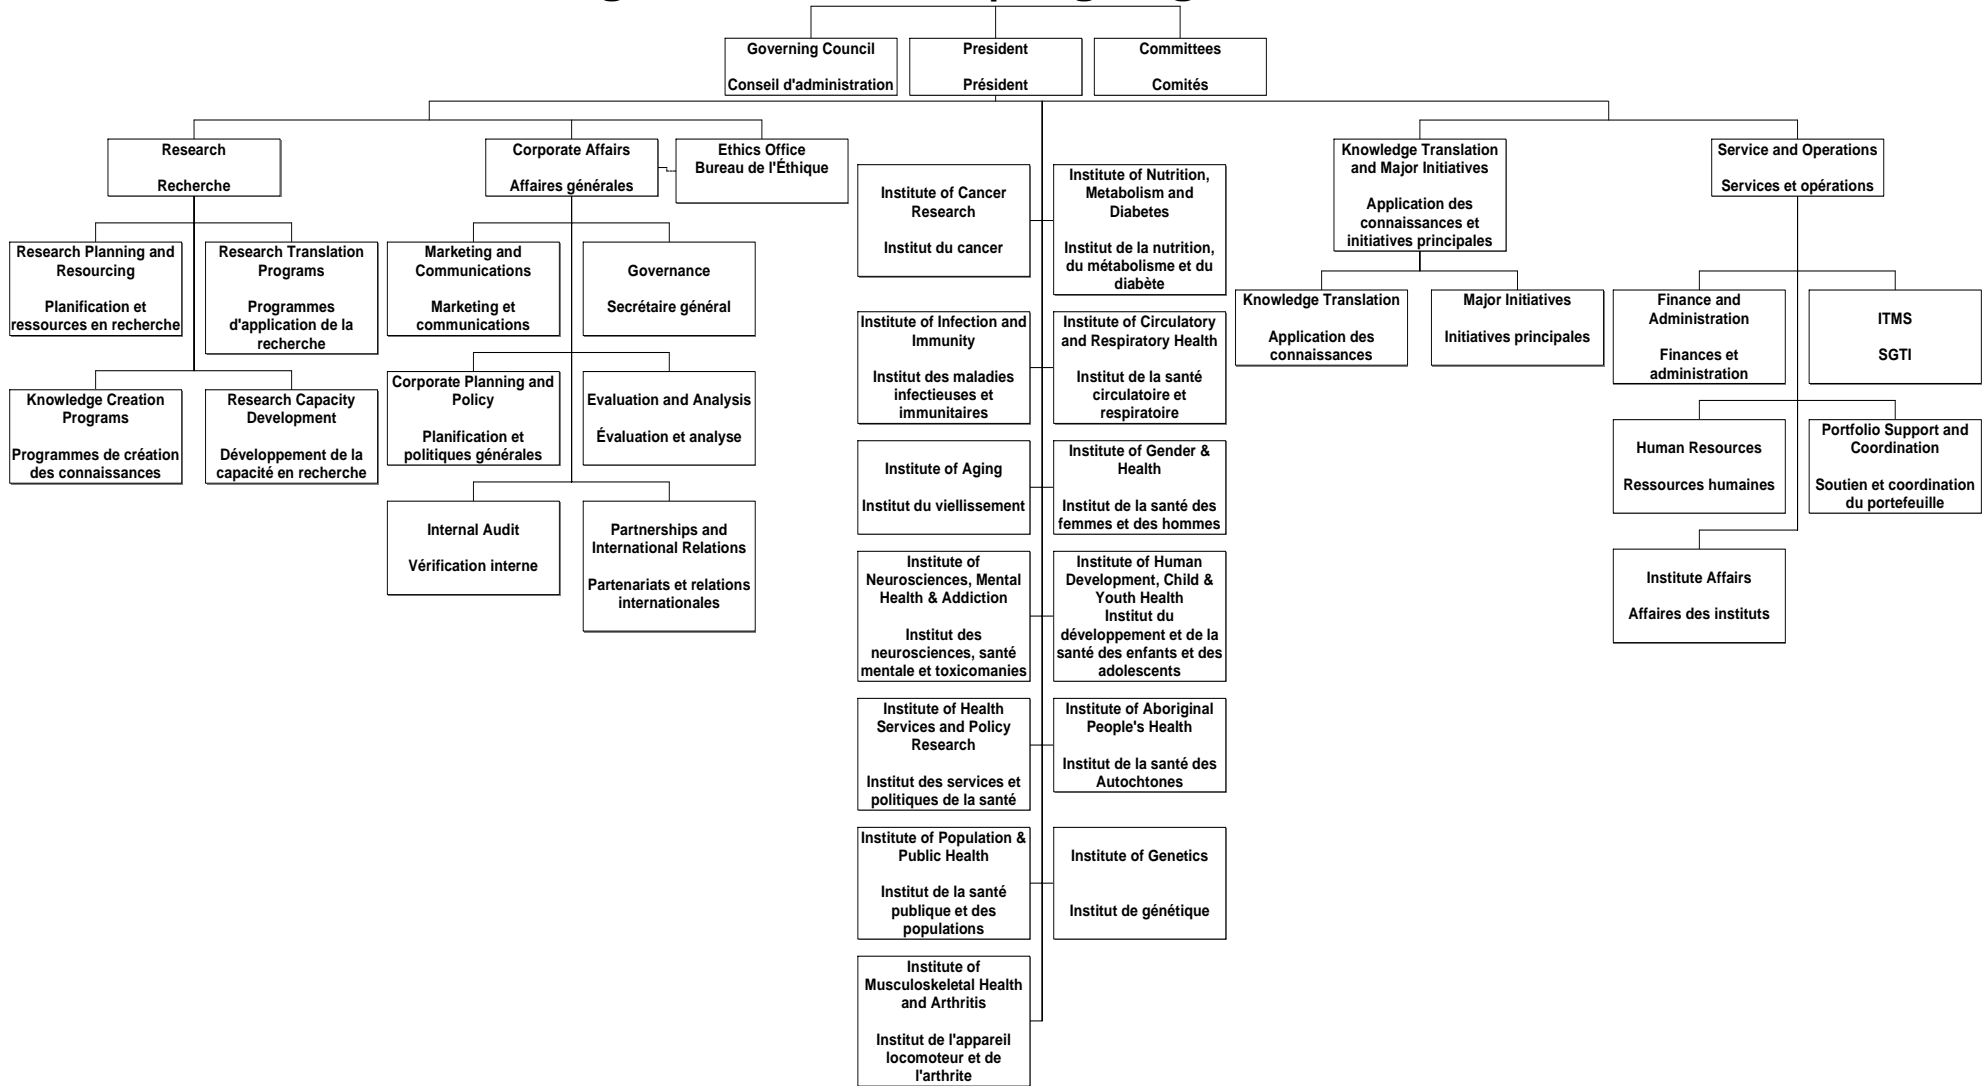 Governing Council
Conseil d'administration
President
Président
Committees
Comités
Research
Recherche
Corporate Affairs
Affaires générales
Ethics Office
Bureau de l'Éthique
Knowledge Translation
and Major Initiatives
Application des
connaissances et
initiatives principales
Service and Operations
Services et opérations
Research Planning and
Resourcing
Planification et
ressources en recherche
Research Translation
Programs
Programmes
d'application de la
recherche
Knowledge Creation
Programs
Programmes de création
des connaissances
Research Capacity
Development
Développement de la
capacité en recherche
Marketing and
Communications
Marketing et
communications
Governance
Secrétaire général
Corporate Planning and
Policy
Planification et
politiques générales
Evaluation and Analysis
Évaluation et analyse
Internal Audit
Vérification interne
Partnerships and
International Relations
Partenariats et relations
internationales
Institute of Cancer
Research
Institut du cancer
Institute of Nutrition,
Metabolism and
Diabetes
Institut de la nutrition,
du métabolisme et du
diabète
Institute of Infection and
Immunity
Institut des maladies
infectieuses et
immunitaires
Institute of Circulatory
and Respiratory Health
Institut de la santé
circulatoire et
respiratoire
Institute of Aging
Institut du viellissement
Institute of Gender &
Health
Institut de la santé des
femmes et des hommes
Institute of
Neurosciences, Mental
Health & Addiction
Institut des
neurosciences, santé
mentale et toxicomanies
Institute of Human
Development, Child &
Youth Health
Institut du
développement et de la
santé des enfants et des
adolescents
Institute of Health
Services and Policy
Research
Institut des services et
politiques de la santé
Institute of Aboriginal
People's Health
Institut de la santé des
Autochtones
Institute of Population &
Public Health
Institut de la santé
publique et des
populations
Institute of Genetics
Institut de génétique
Institute of
Musculoskeletal Health
and Arthritis
Institut de l'appareil
locomoteur et de
l'arthrite
Knowledge Translation
Application des
connaissances
Major Initiatives
Initiatives principales
Finance and
Administration
Finances et
administration
ITMS
SGTI
Human Resources
Ressources humaines
Portfolio Support and
Coordination
Soutien et coordination
du portefeuille
Institute Affairs
Affaires des instituts